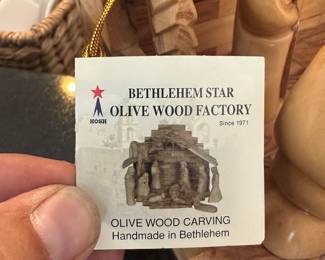 BETHLEHEM STAR
OLIVE WOOD FACTORY
Since 1971
HOSH
OLIVE WOOD CARVING
Handmade in Bethlehem